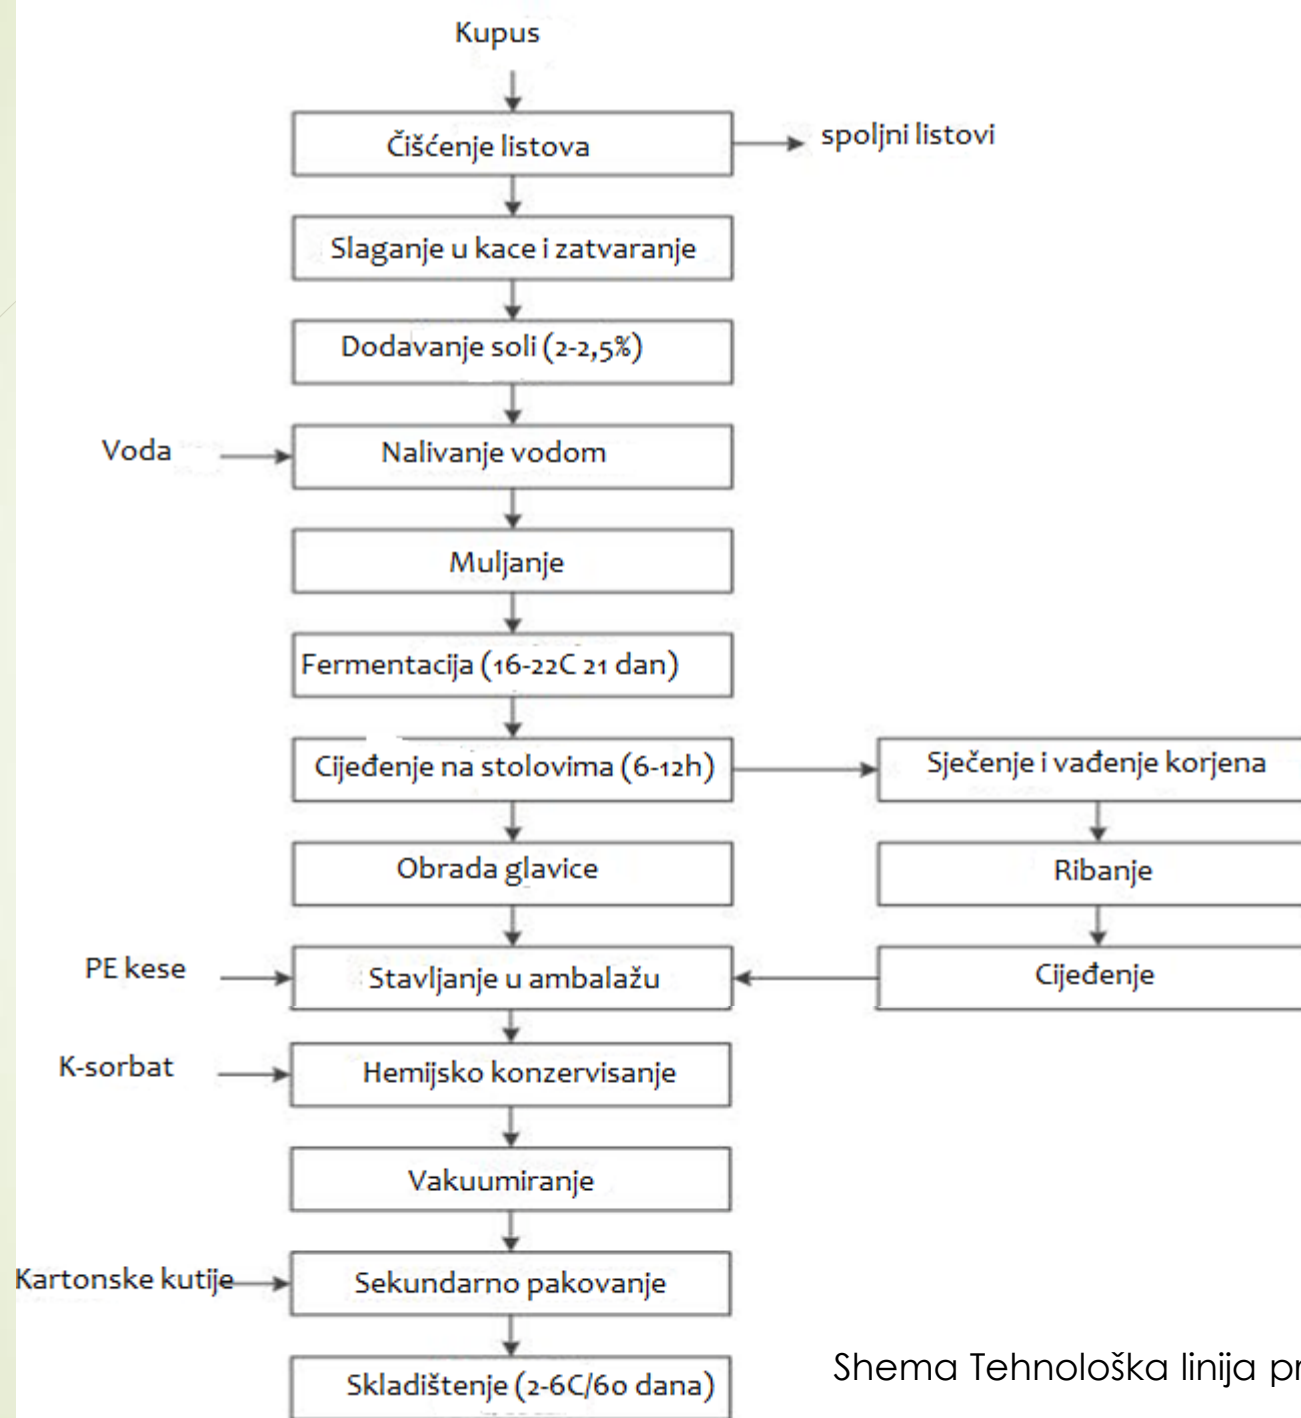 Kupus
Čišćenje listova
spoljni listovi
Slaganje u kace i zatvaranje
Dodavanje soli (2-2,5%)
Voda
Nalivanje vodom
Muljanje
Fermentacija (16-22C 21 dan)
Cijeđenje na stolovima (6-12h)
Sječenje i vađenje korjena
Obrada glavice
Ribanje
PE kese
Stavljanje u ambalažu
Cijeđenje
K-sorbat
Hemijsko konzervisanje
Vakuumiranje
Kartonske kutije
Sekundarno pakovanje
Shema Tehnološka linija
Skladištenje (2-6C/60 dana)